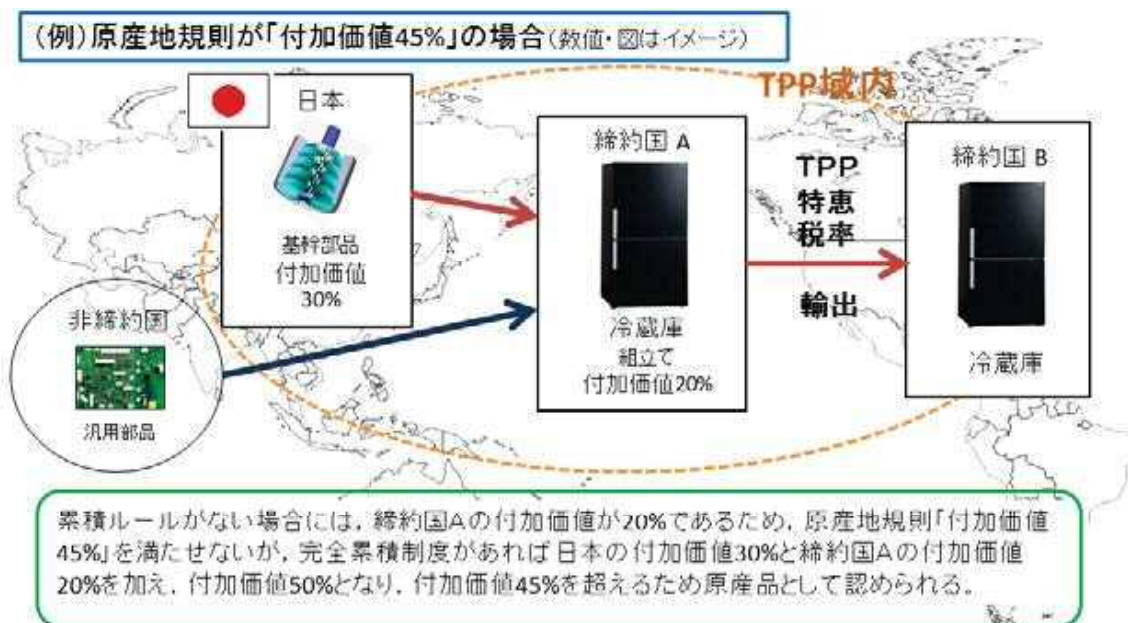 (例)原産地規則が「付加価値45%」の場合(数値・図はイメージ)
TPP域内
日本
基幹部品
付加価値
30%
非締約国
汎用部品
締約国 A
冷蔵庫
組立て
付加価値20%
TPP
特恵
税率
輸出
締約国 B
冷蔵庫
累積ルールがない場合には，締約国Aの付加価値が20%であるため，原産地規則「付加価値
45%」を満たせないが，完全累積制度があれば日本の付加価値30%と締約国Aの付加価値
20%を加え，付加価値50%となり，付加価値45%を超えるため原産品として認められる。